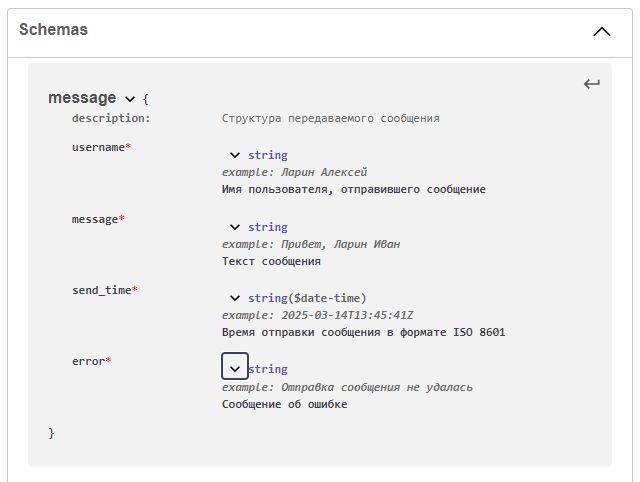 Schemas
message {
description: Структура передаваемого сообщения
username* string
example: Ларин Алексей
Имя пользователя, отправившего сообщение
message* string
example: Привет, Ларин Иван
Текст сообщения
send_time* string($date-time)
example: 2025-03-14T13:45:41Z
Время отправки сообщения в формате ISO 8601
error* string
example: Отправка сообщения не удалась
Сообщение об ошибке
}